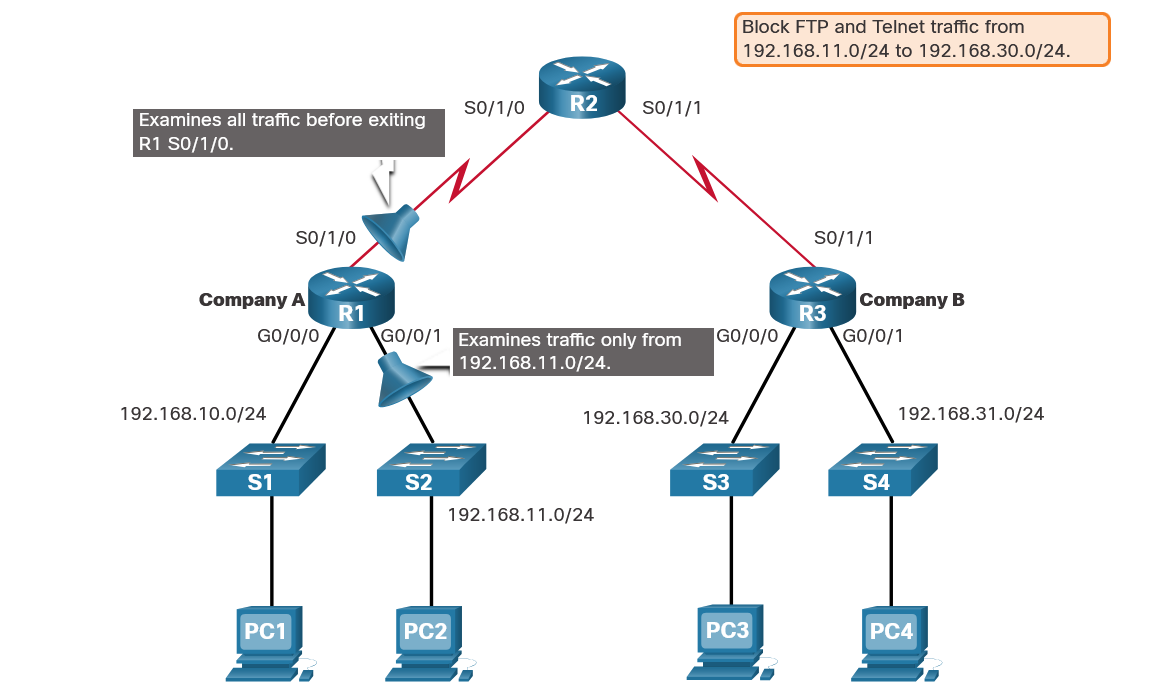 Block FTP and Telnet traffic from
192.168.11.0/24 to 192.168.30.0/24.
R2
S0/1/0
S0/1/1
Examines all traffic before exiting
R1 S0/1/0.
S0/1/0
S0/1/1
Company A
R1
R3
Company B
G0/0/0
G0/0/1
G0/0/0
G0/0/1
Examines traffic only from
192.168.11.0/24.
192.168.10.0/24
192.168.30.0/24
192.168.31.0/24
S1
S2
S3
S4
192.168.11.0/24
PC1
PC2
PC3
PC4